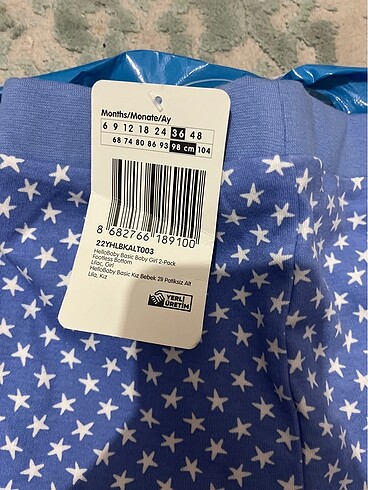 Months/Monate/Ay
6 9 12 18 24 36 48
68 74 80 86 93 98 cm 104
8 682766 189100
22YHLBKALT003
HelloBaby Basic Baby Girl 2-Pack
Footless Bottom
Lilac, Girl
HelloBaby Basic Kız Bebek 2li Patiksiz Alt
Lila, Kız
YERLİ
ÜRETİM